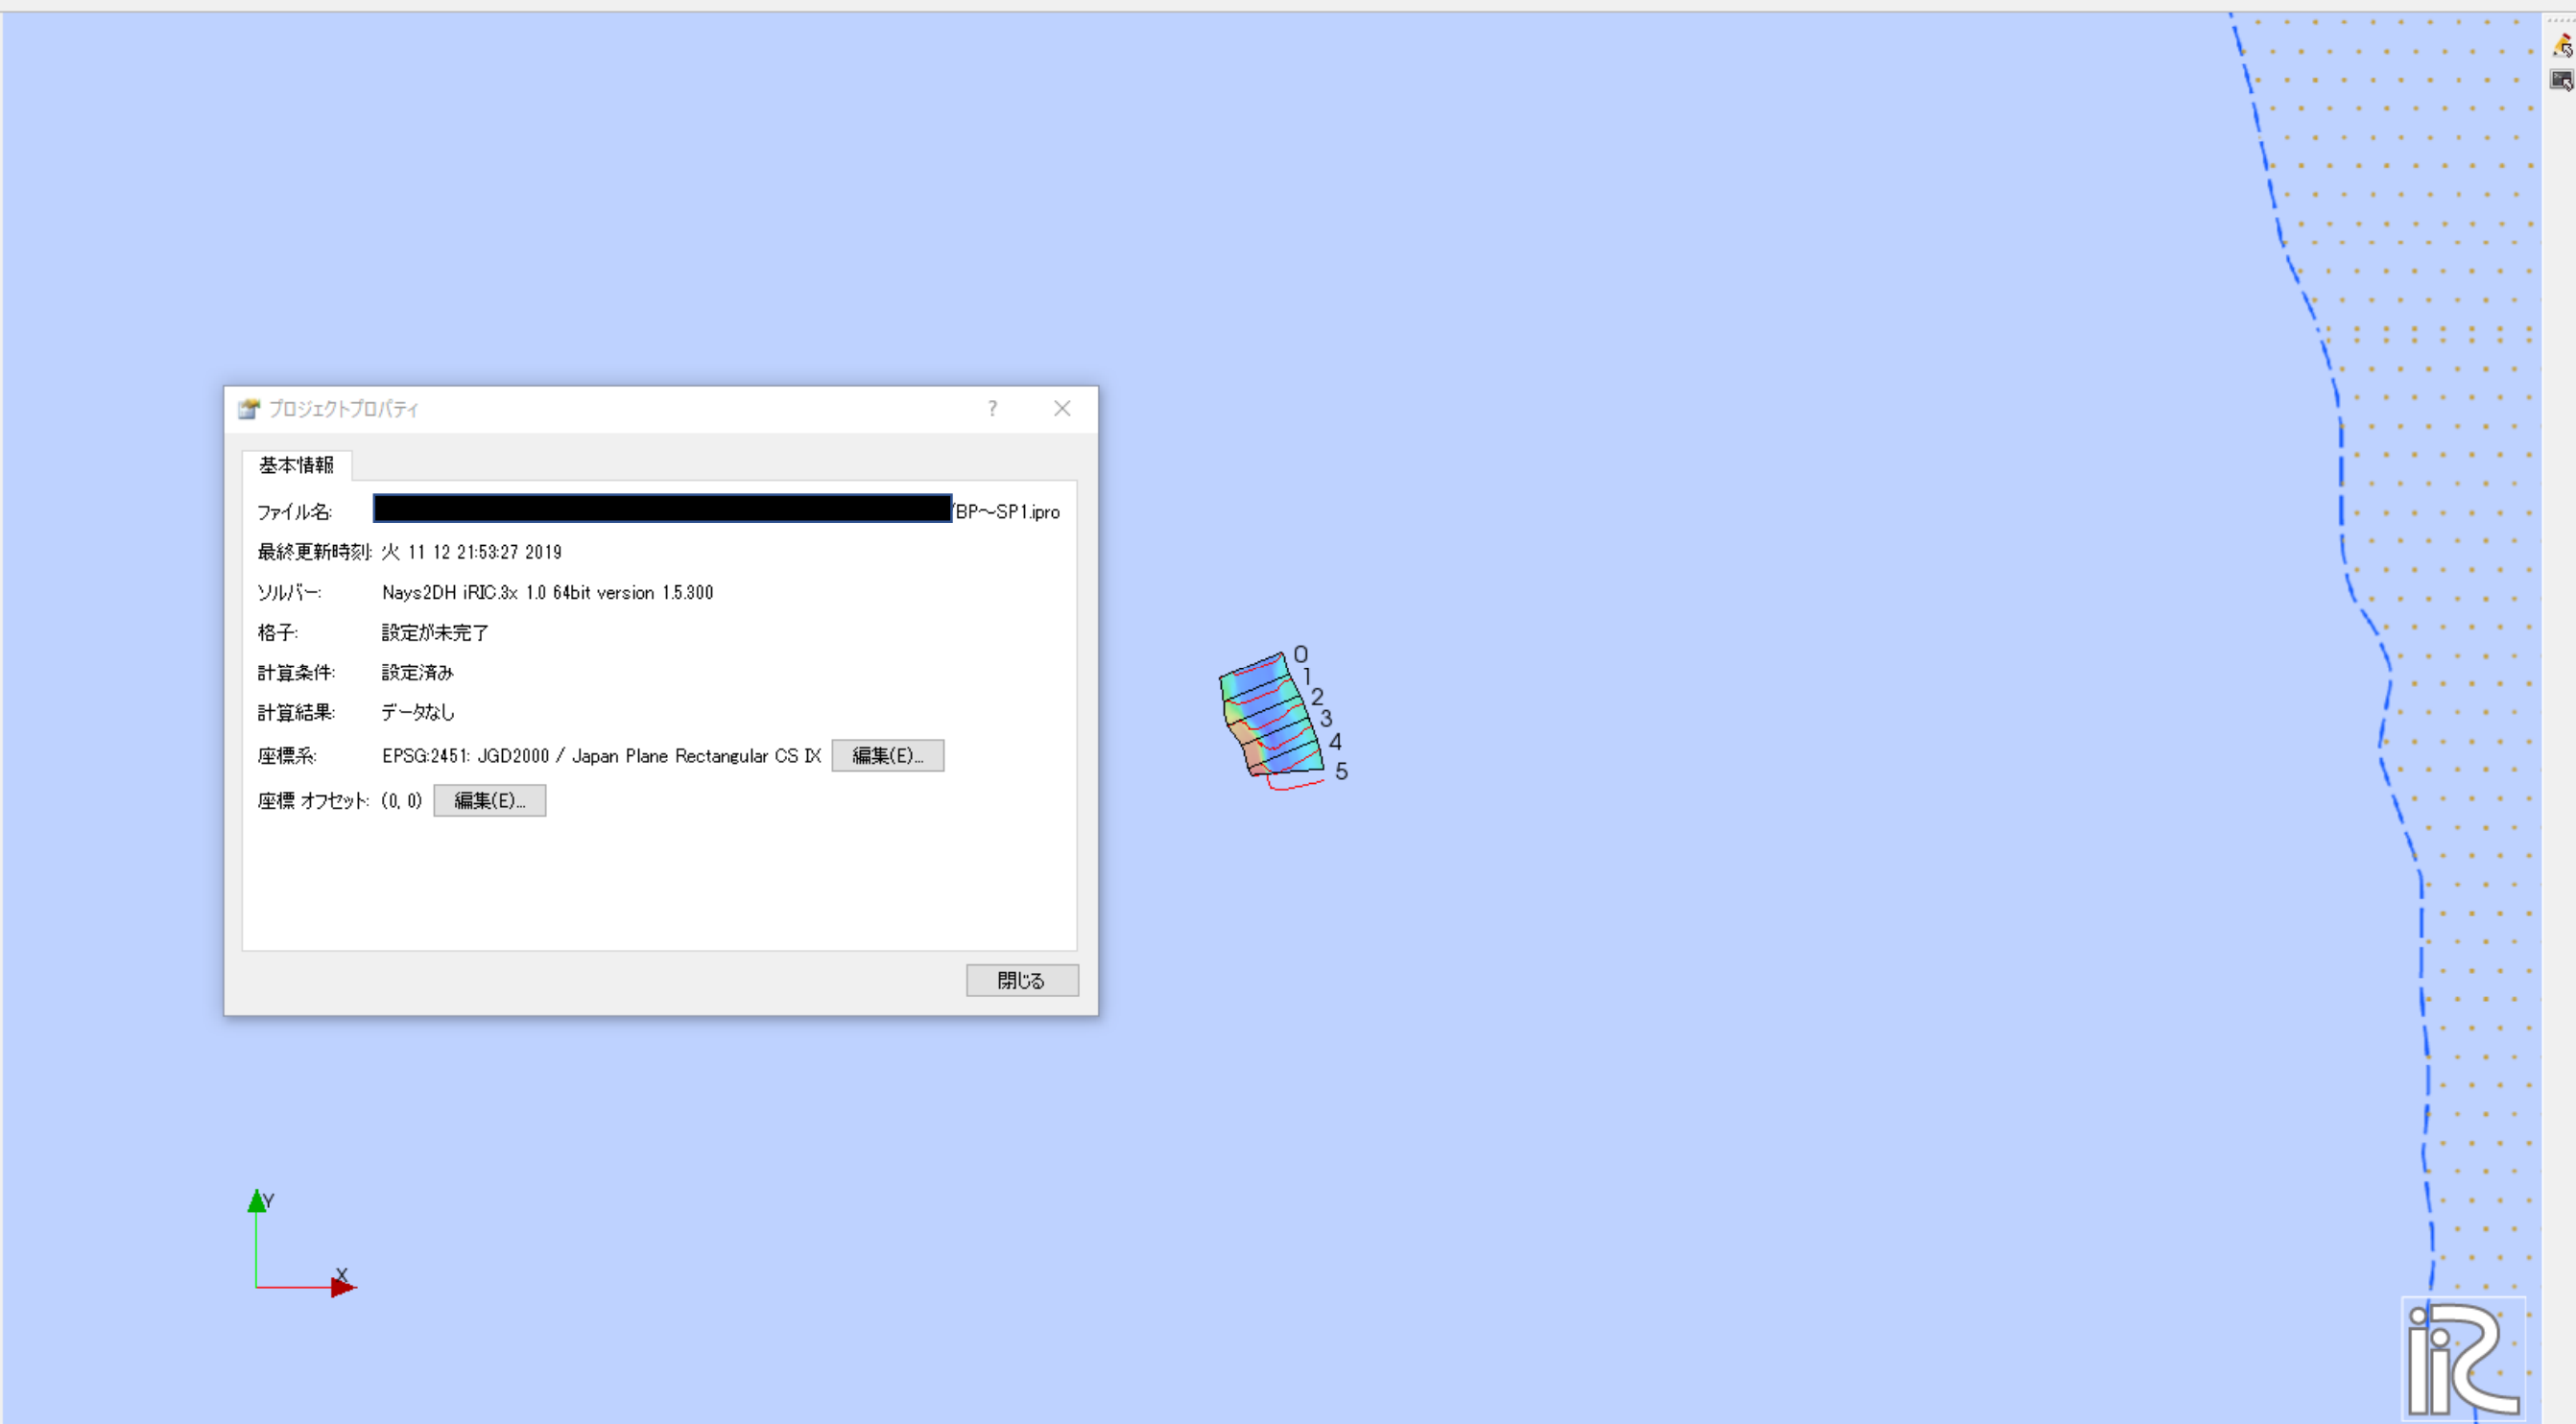 プロジェクトプロパティ ?
基本情報
ファイル名: /BP～SP1.ipro
最終更新時刻: 火 11 12 21:53:27 2019
ソルバー: Nays2DH iRIC.3x 1.0 64bit version 1.5.300
格子: 設定が未完了
計算条件: 設定済み
計算結果: データなし
座標系: EPSG:2451: JGD2000 / Japan Plane Rectangular CS IX 編集(E)...
座標 オフセット: (0, 0) 編集(E)...
閉じる
0
1
2
3
4
5
Y
X
iRIC